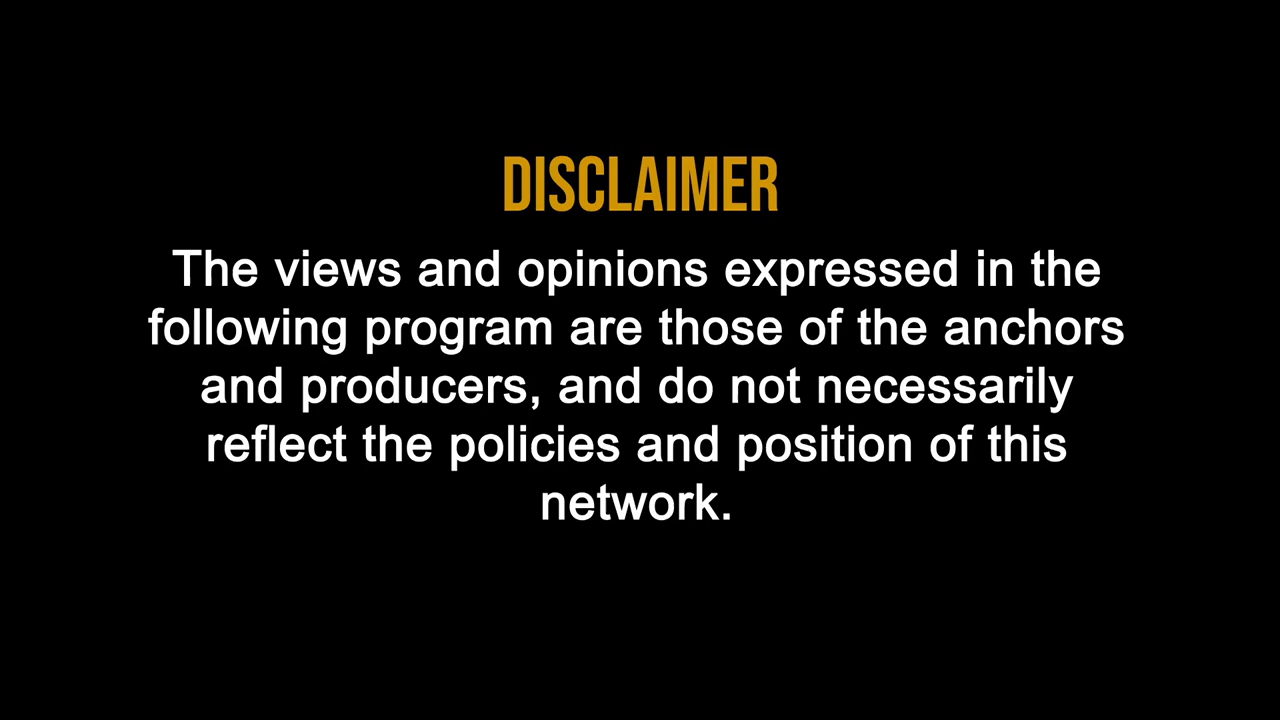 DISCLAIMER
The views and opinions expressed in the
following program are those of the anchors
and producers, and do not necessarily
reflect the policies and position of this
network.